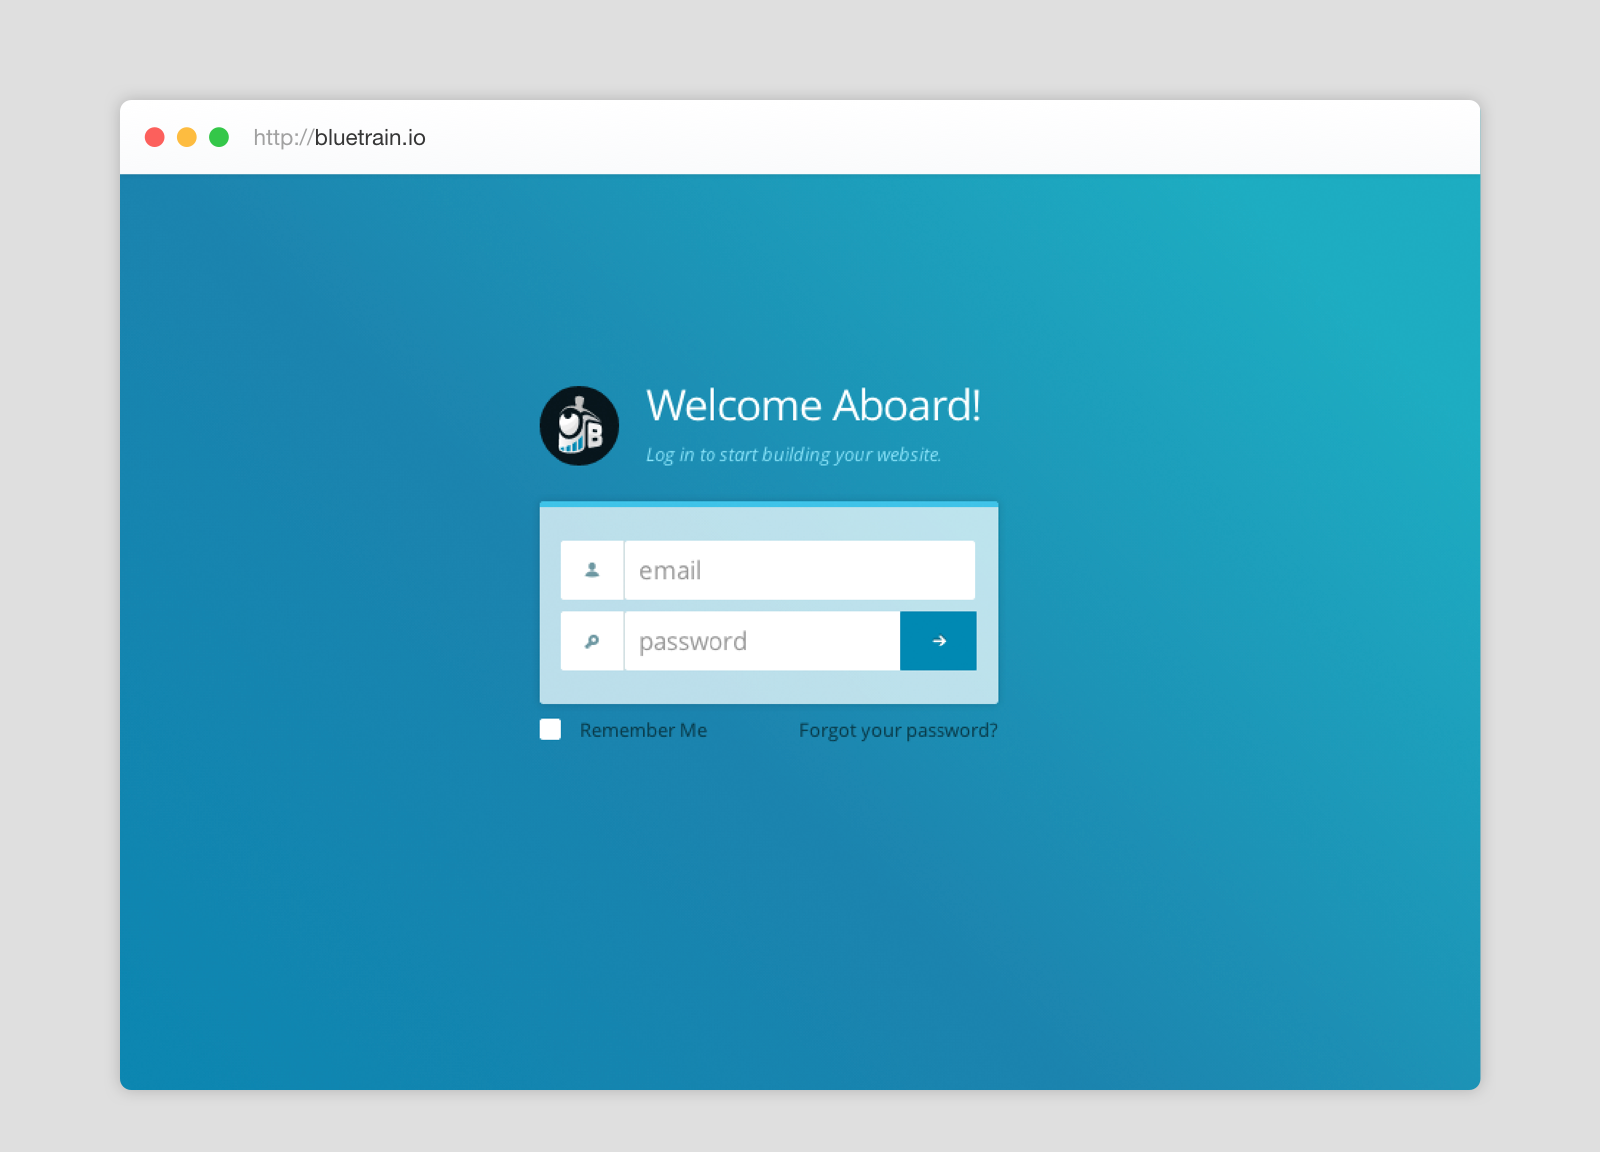 http://bluetrain.io
Welcome Aboard!
Log in to start building your website.
B
email
password
Remember Me
Forgot your password?